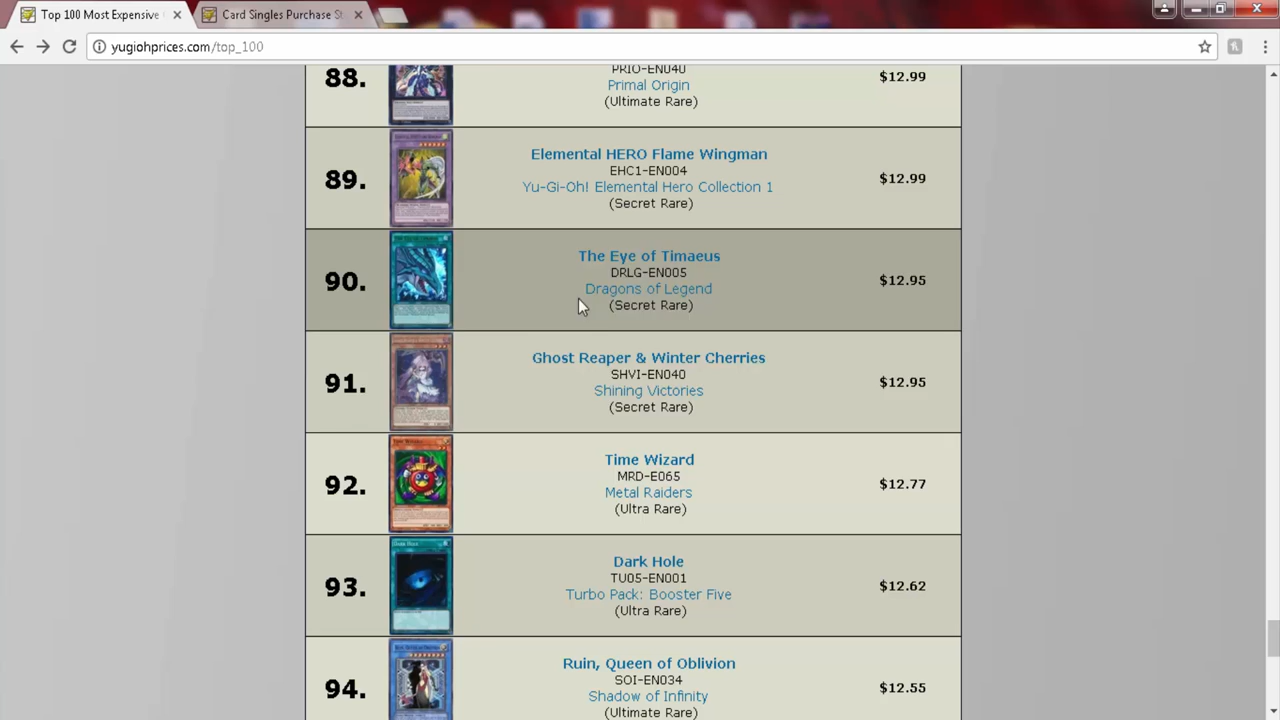 Top 100 Most Expensive
Card Singles Purchase St
yugiohprices.com/top_100
88.
PRIO-EN040
Primal Origin
(Ultimate Rare)
$12.99
89.
Elemental HERO Flame Wingman
EHC1-EN004
Yu-Gi-Oh! Elemental Hero Collection 1
(Secret Rare)
$12.99
90.
The Eye of Timaeus
DRLG-EN005
Dragons of Legend
(Secret Rare)
$12.95
91.
Ghost Reaper & Winter Cherries
SHVI-EN040
Shining Victories
(Secret Rare)
$12.95
92.
TIME WIZARD
Time Wizard
MRD-E065
Metal Raiders
(Ultra Rare)
$12.77
93.
DARK HOLE
Dark Hole
TU05-EN001
Turbo Pack: Booster Five
(Ultra Rare)
$12.62
94.
Ruin, Queen of Oblivion
SOI-EN034
Shadow of Infinity
(Ultimate Rare)
$12.55